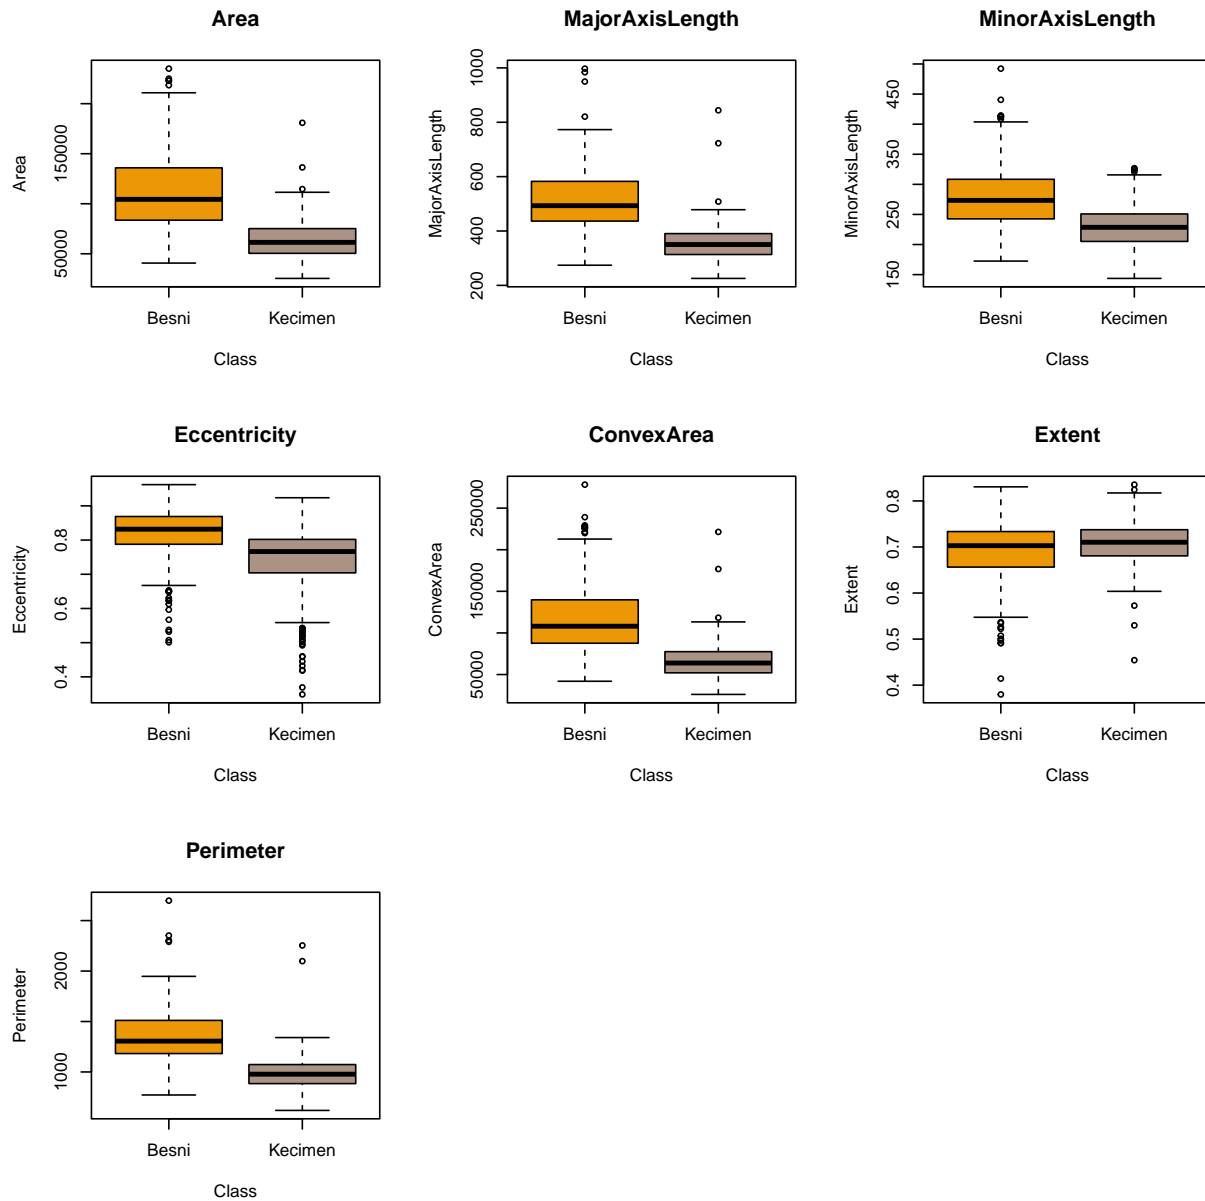 Area
MajorAxisLength
MinorAxisLength
Area
50000
150000
Besni
Kecimen
Class
MajorAxisLength
200
400
600
800
1000
Besni
Kecimen
Class
MinorAxisLength
150
250
350
450
Besni
Kecimen
Class
Eccentricity
ConvexArea
Extent
Eccentricity
0.4
0.6
0.8
Besni
Kecimen
Class
ConvexArea
50000
150000
250000
Besni
Kecimen
Class
Extent
0.4
0.5
0.6
0.7
0.8
Besni
Kecimen
Class
Perimeter
Perimeter
1000
2000
Besni
Kecimen
Class